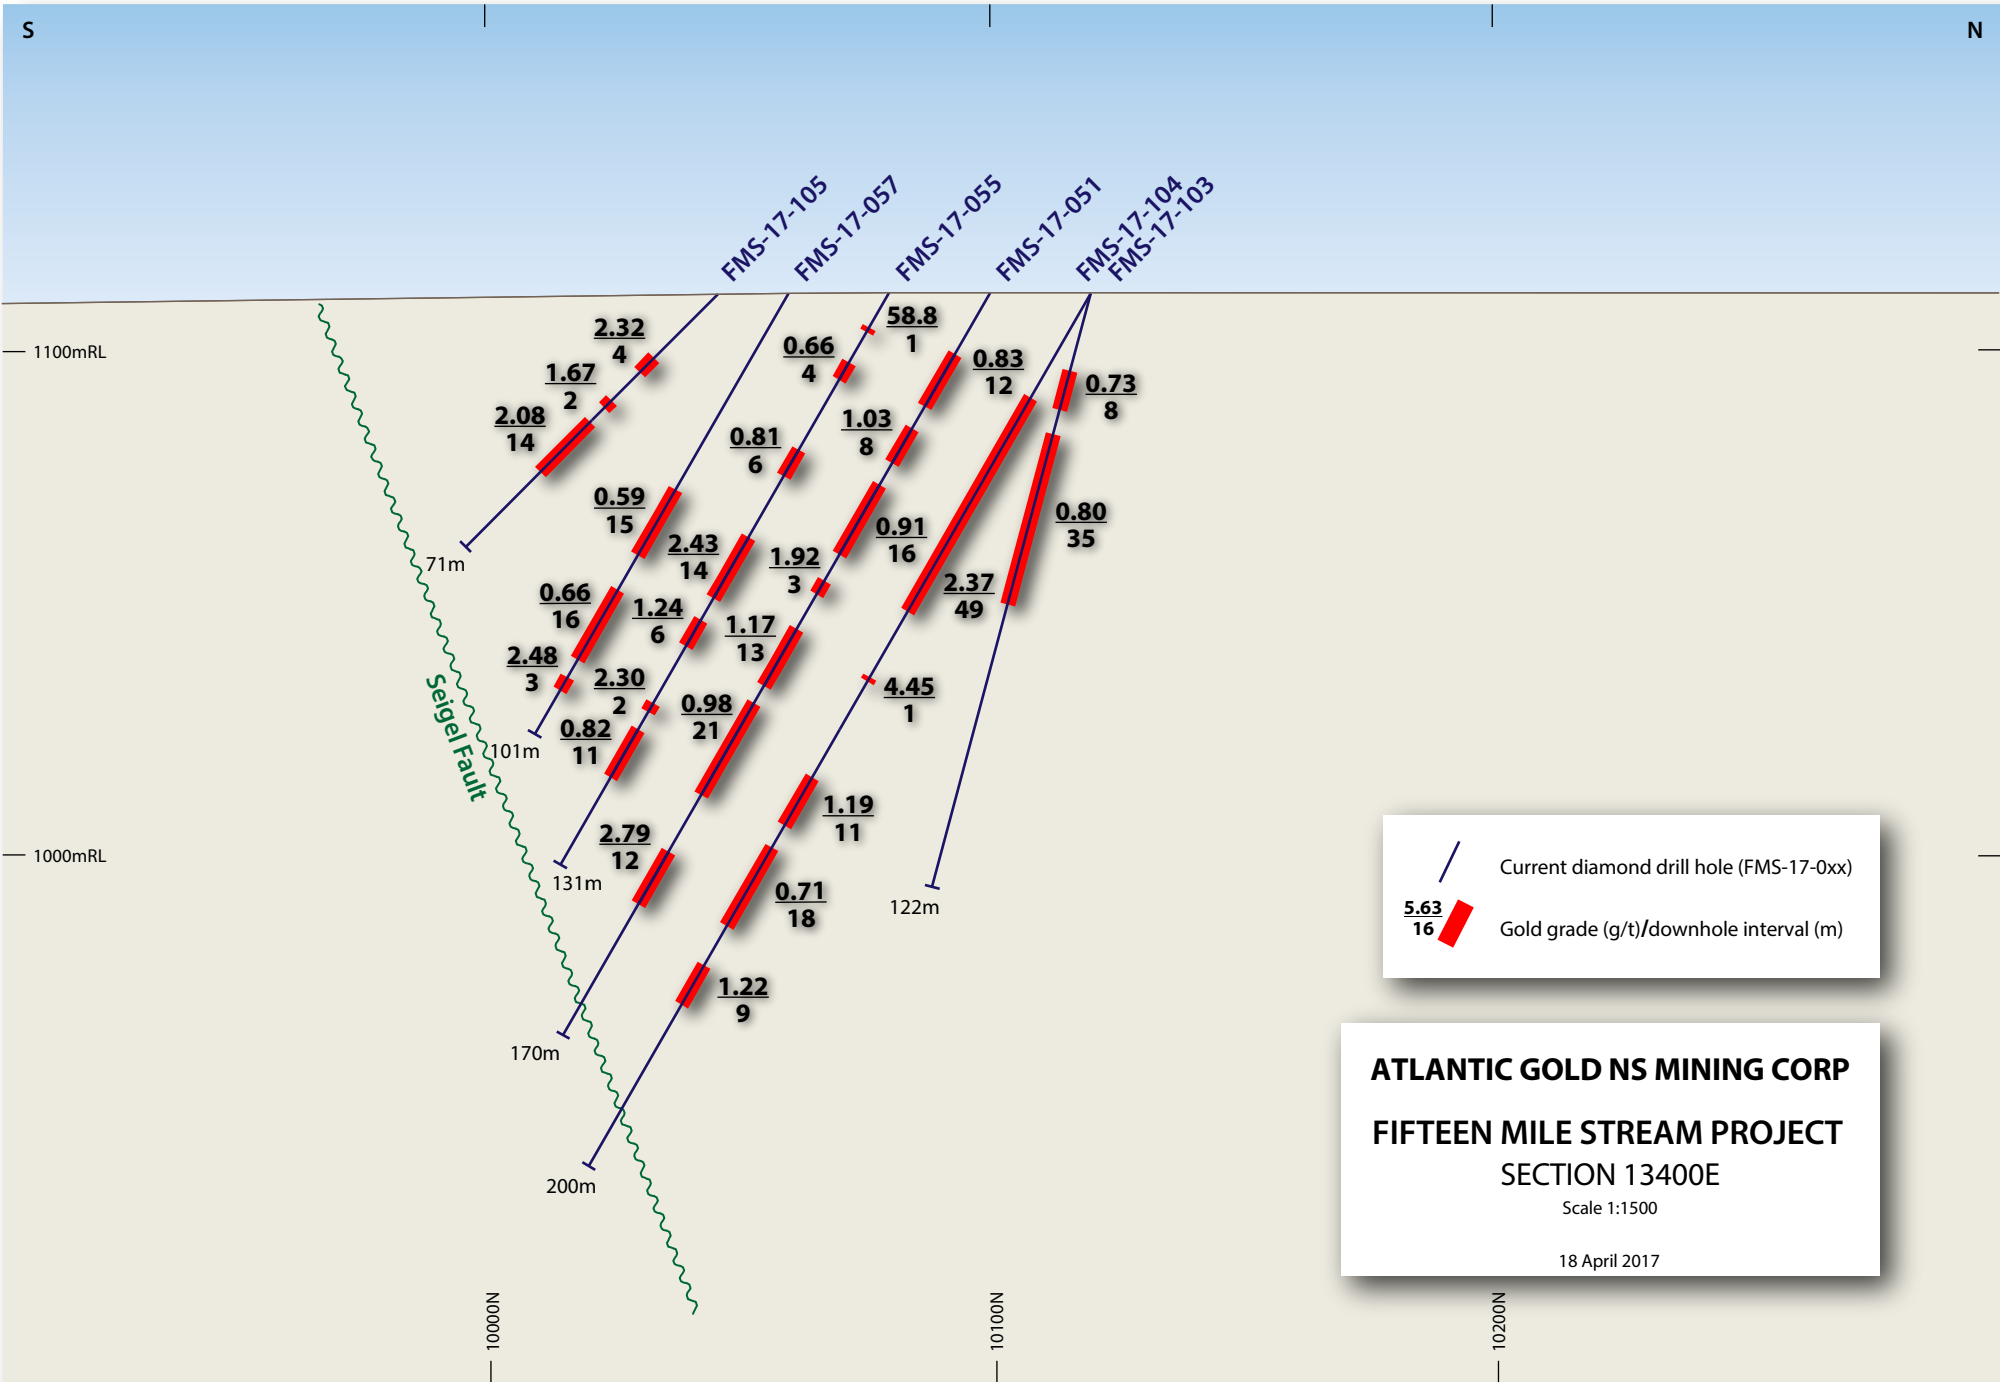 S
N
FMS-17-105
FMS-17-057
FMS-17-055
FMS-17-051
FMS-17-104
FMS-17-103
1100mRL
1000mRL
2.32
4
1.67
2
2.08
14
71m
0.59
15
0.66
16
2.48
3
101m
58.8
1
0.66
4
0.81
6
2.43
14
1.24
6
2.30
2
0.82
11
131m
0.83
12
1.03
8
0.91
16
1.92
3
1.17
13
0.98
21
2.79
12
170m
2.37
49
4.45
1
1.19
11
0.71
18
1.22
9
200m
0.73
8
0.80
35
122m
Seigel Fault
Current diamond drill hole (FMS-17-0xx)
5.63
16
Gold grade (g/t)/downhole interval (m)
ATLANTIC GOLD NS MINING CORP
FIFTEEN MILE STREAM PROJECT
SECTION 13400E
Scale 1:1500
18 April 2017
10000N
10100N
10200N